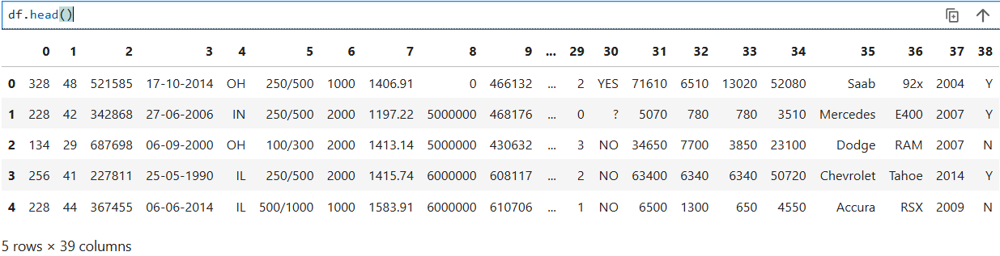 df.head()
0 1 2 3 4 5 6 7 8 9 ... 29 30 31 32 33 34 35 36 37 38
0 328 48 521585 17-10-2014 OH 250/500 1000 1406.91 0 466132 ... 2 YES 71610 6510 13020 52080 Saab 92x 2004 Y
1 228 42 342868 27-06-2006 IN 250/500 2000 1197.22 5000000 468176 ... 0 ? 5070 780 780 3510 Mercedes E400 2007 Y
2 134 29 687698 06-09-2000 OH 100/300 2000 1413.14 5000000 430632 ... 3 NO 34650 7700 3850 23100 Dodge RAM 2007 N
3 256 41 227811 25-05-1990 IL 250/500 2000 1415.74 6000000 608117 ... 2 NO 63400 6340 6340 50720 Chevrolet Tahoe 2014 Y
4 228 44 367455 06-06-2014 IL 500/1000 1000 1583.91 6000000 610706 ... 1 NO 6500 1300 650 4550 Accura RSX 2009 N
5 rows × 39 columns